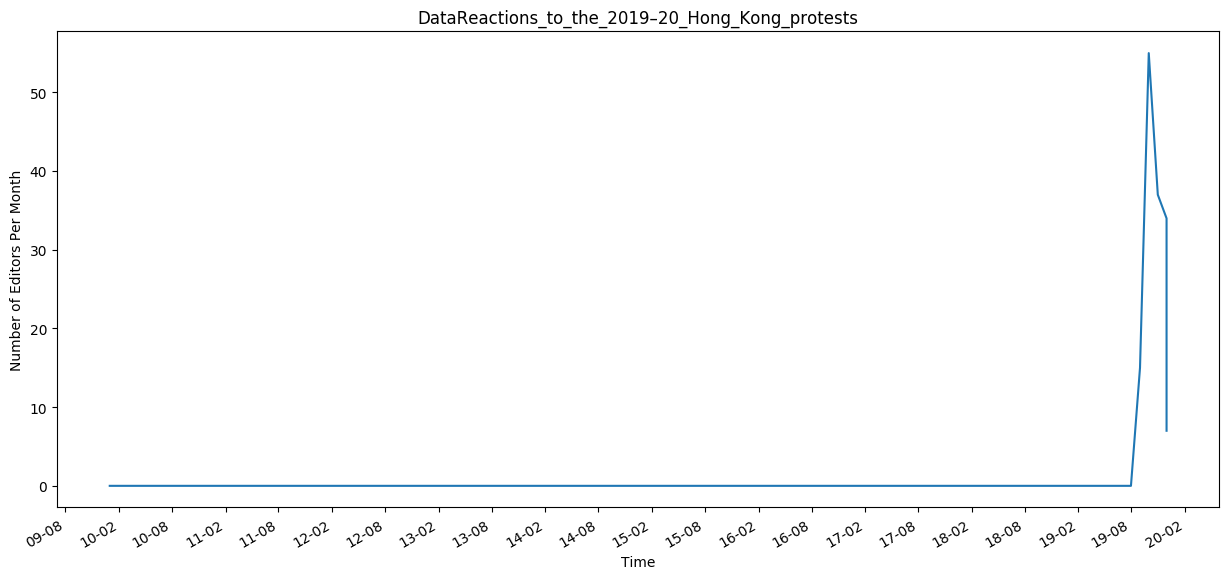 DataReactions_to_the_2019–20_Hong_Kong_protests
Number of Editors Per Month
50
40
30
20
10
0
09-08 10-02 10-08 11-02 11-08 12-02 12-08 13-02 13-08 14-02 14-08 15-02 15-08 16-02 16-08 17-02 17-08 18-02 18-08 19-02 19-08 20-02
Time